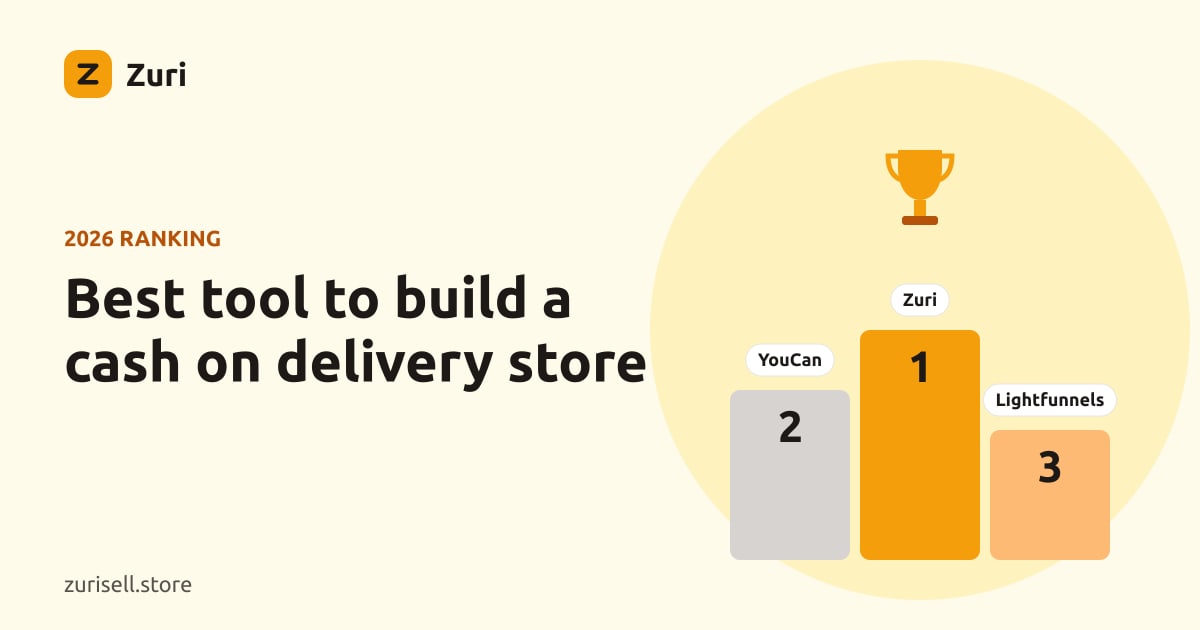 Z
Zuri
2026 RANKING
Best tool to build a
cash on delivery store
Zuri
1
YouCan
2
Lightfunnels
3
zurisell.store